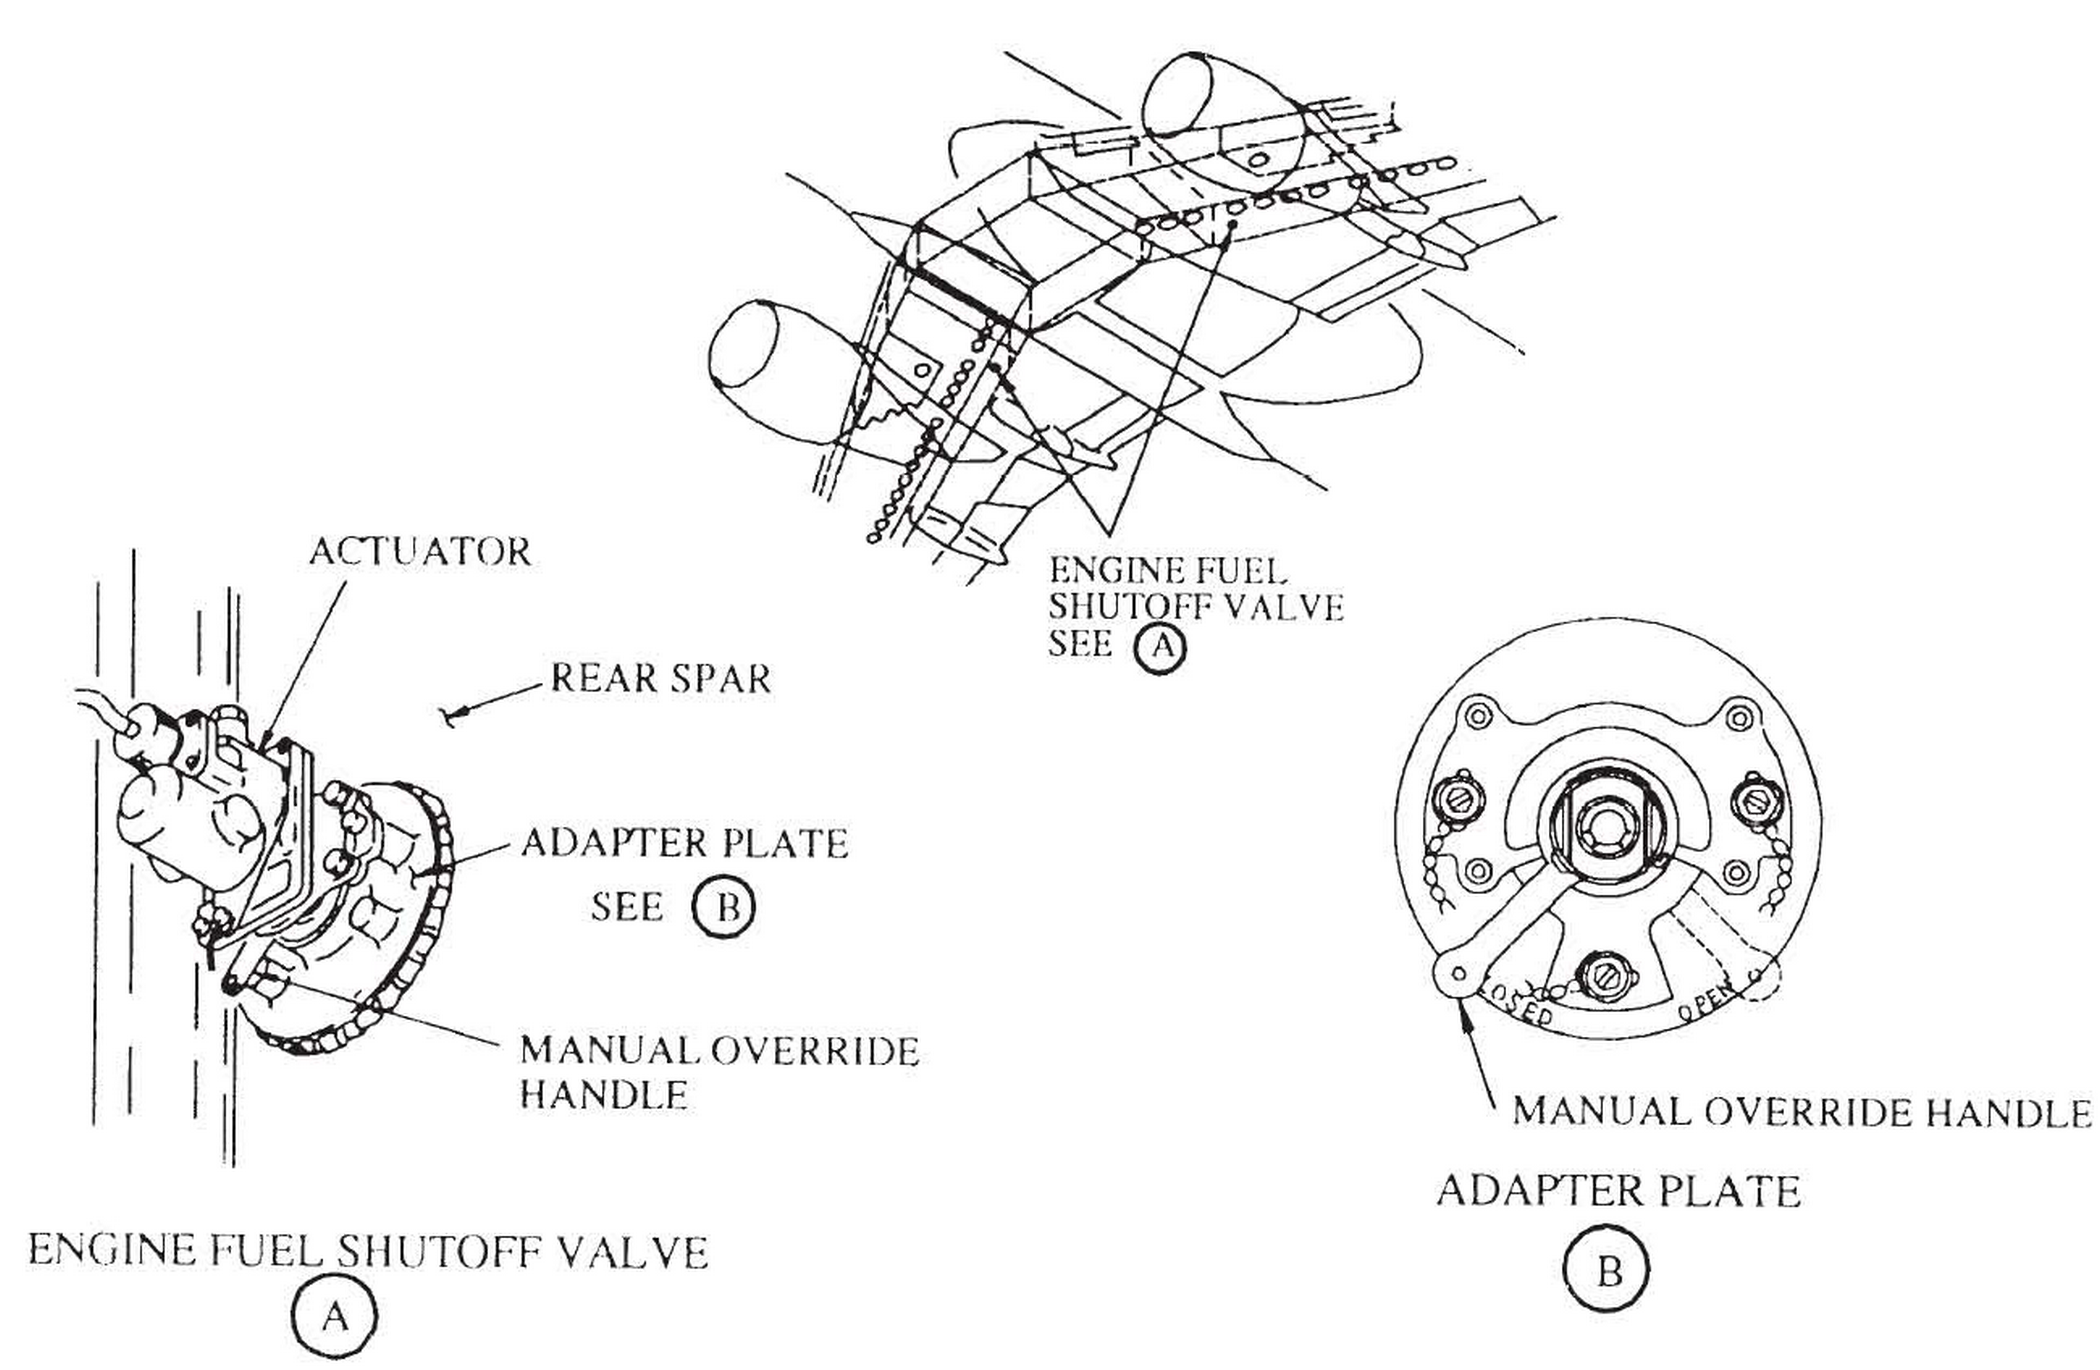 ENGINE FUEL
SHUTOFF VALVE
SEE A
ACTUATOR
REAR SPAR
ADAPTER PLATE
SEE B
MANUAL OVERRIDE
HANDLE
ENGINE FUEL SHUTOFF VALVE
A
LOSED
OPEN
MANUAL OVERRIDE HANDLE
ADAPTER PLATE
B